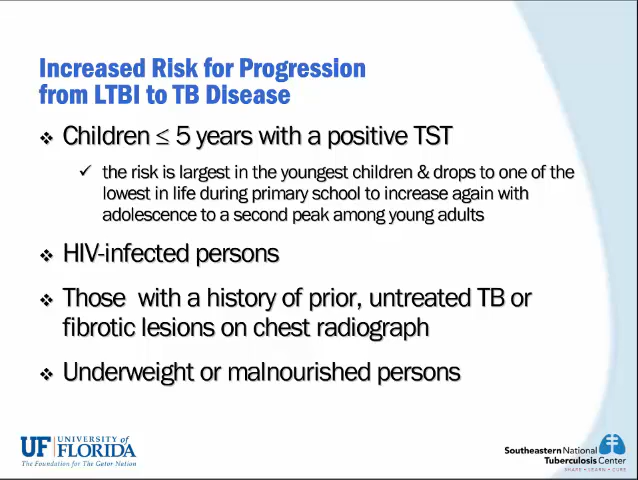 Increased Risk for Progression
from LTBI to TB Disease
❖ Children ≤ 5 years with a positive TST
✓ the risk is largest in the youngest children & drops to one of the
lowest in life during primary school to increase again with
adolescence to a second peak among young adults
❖ HIV-infected persons
❖ Those with a history of prior, untreated TB or
fibrotic lesions on chest radiograph
❖ Underweight or malnourished persons
UF UNIVERSITY of
FLORIDA
The Foundation for The Gator Nation
Southeastern National
Tuberculosis Center
SHARE • LEARN • CURE